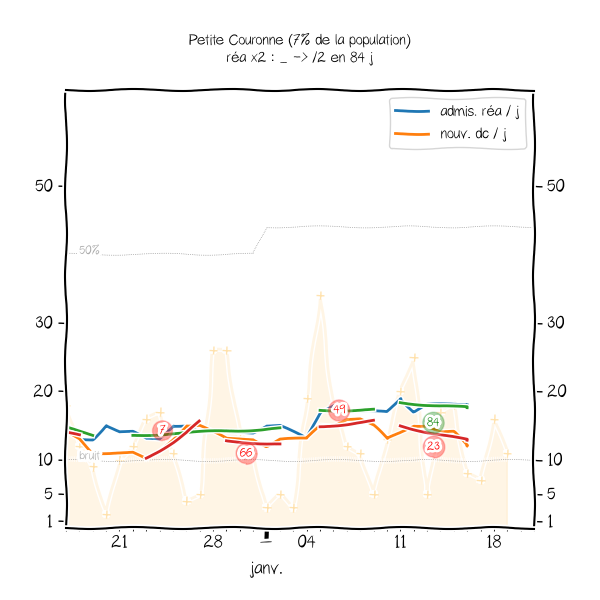 Petite Couronne (7% de la population)
réa x2 : _ -> /2 en 84 j
admis. réa / j
nouv. dc / j
50 50
50%
30 30
20 20
10 10
bruit
5 5
1 1
7
66
49
84
23
21 28 04 11 18
janv.